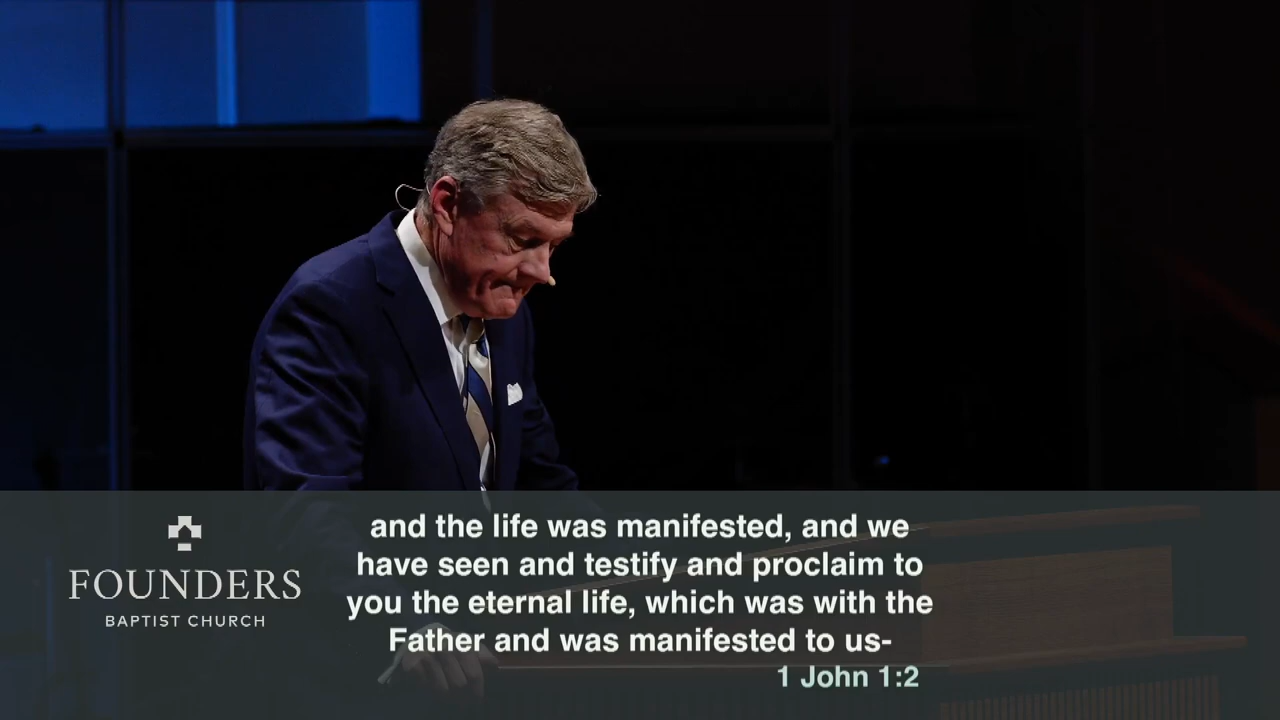 FOUNDERS
BAPTIST CHURCH
and the life was manifested, and we
have seen and testify and proclaim to
you the eternal life, which was with the
Father and was manifested to us-
1 John 1:2